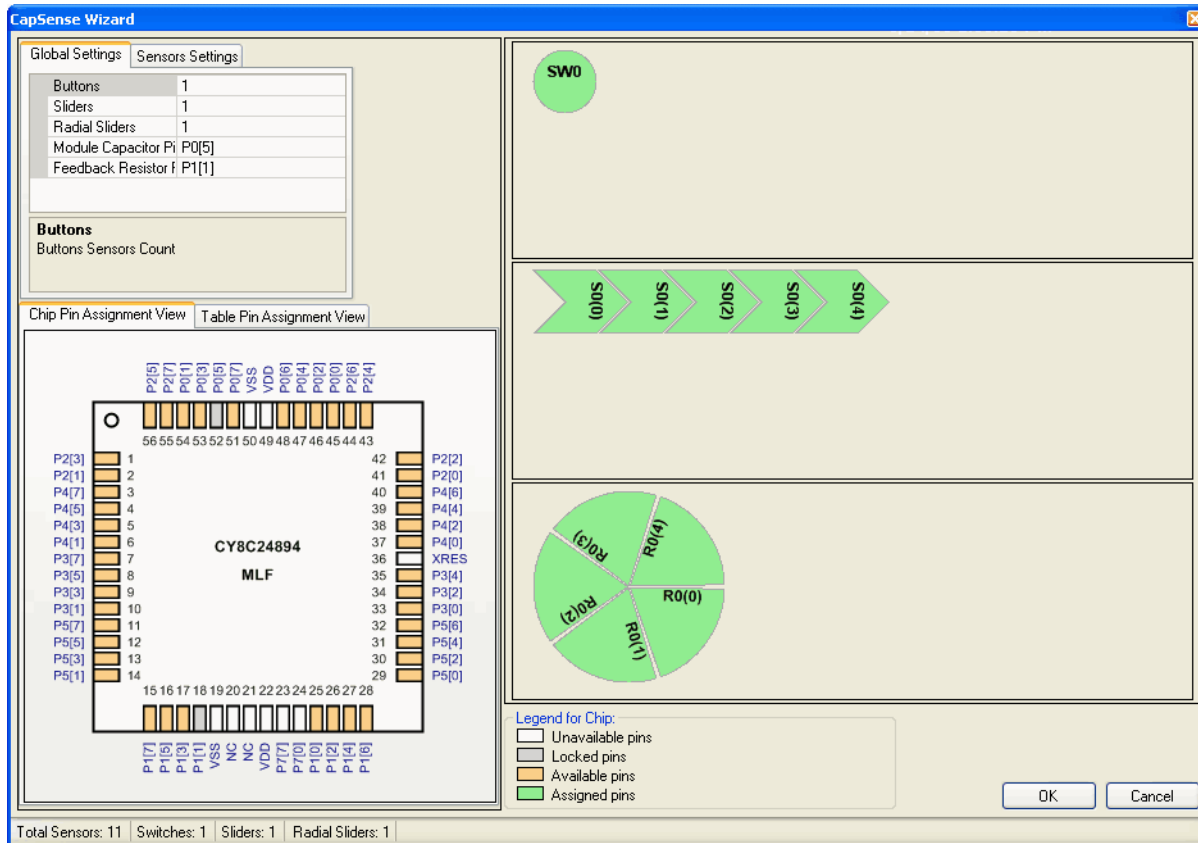 CapSense Wizard
Global Settings Sensors Settings
Buttons 1
Sliders 1
Radial Sliders 1
Module Capacitor Pi P0[5]
Feedback Resistor F P1[1]
Buttons
Buttons Sensors Count
Chip Pin Assignment View Table Pin Assignment View
P2[5] P2[7] P0[1] P0[3] P0[5] P0[7] VSS VDD P0[6] P0[4] P0[2] P0[0] P2[6] P2[4]
56 55 54 53 52 51 50 49 48 47 46 45 44 43
P2[3] 1 42 P2[2]
P2[1] 2 41 P2[0]
P4[7] 3 40 P4[6]
P4[5] 4 39 P4[4]
P4[3] 5 38 P4[2]
P4[1] 6 37 P4[0]
P3[7] 7 36 XRES
P3[5] 8 35 P3[4]
P3[3] 9 34 P3[2]
P3[1] 10 33 P3[0]
P5[7] 11 32 P5[6]
P5[5] 12 31 P5[4]
P5[3] 13 30 P5[2]
P5[1] 14 29 P5[0]
CY8C24894
MLF
15 16 17 18 19 20 21 22 23 24 25 26 27 28
P1[7] P1[5] P1[3] P1[1] VSS NC NC VDD P7[7] P7[0] P1[0] P1[2] P1[4] P1[6]
SW0
S0(0) S0(1) S0(2) S0(3) S0(4)
R0(3) R0(4)
R0(0)
R0(2) R0(1)
Legend for Chip:
Unavailable pins
Locked pins
Available pins
Assigned pins
OK Cancel
Total Sensors: 11 Switches: 1 Sliders: 1 Radial Sliders: 1